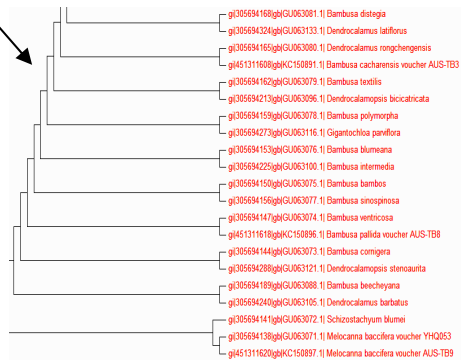 gi|305694168|gb|GU063081.1| Bambusa distegia
gi|305694324|gb|GU063133.1| Dendrocalamus latiflorus
gi|305694165|gb|GU063080.1| Dendrocalamus rongchengensis
gi|451311608|gb|KC150891.1| Bambusa cacharensis voucher AUS-TB3
gi|305694162|gb|GU063079.1| Bambusa textilis
gi|305694213|gb|GU063096.1| Dendrocalamopsis bicicatricata
gi|305694159|gb|GU063078.1| Bambusa polymorpha
gi|305694273|gb|GU063116.1| Gigantochloa parviflora
gi|305694153|gb|GU063076.1| Bambusa blumeana
gi|305694225|gb|GU063100.1| Bambusa intermedia
gi|305694150|gb|GU063075.1| Bambusa bambos
gi|305694156|gb|GU063077.1| Bambusa sinospinosa
gi|305694147|gb|GU063074.1| Bambusa ventricosa
gi|451311618|gb|KC150896.1| Bambusa pallida voucher AUS-TB8
gi|305694144|gb|GU063073.1| Bambusa cornigera
gi|305694288|gb|GU063121.1| Dendrocalamopsis stenoaurita
gi|305694189|gb|GU063088.1| Bambusa beecheyana
gi|305694240|gb|GU063105.1| Dendrocalamus barbatus
gi|305694141|gb|GU063072.1| Schizostachyum blumei
gi|305694138|gb|GU063071.1| Melocanna baccifera voucher YHQ053
gi|451311620|gb|KC150897.1| Melocanna baccifera voucher AUS-TB9